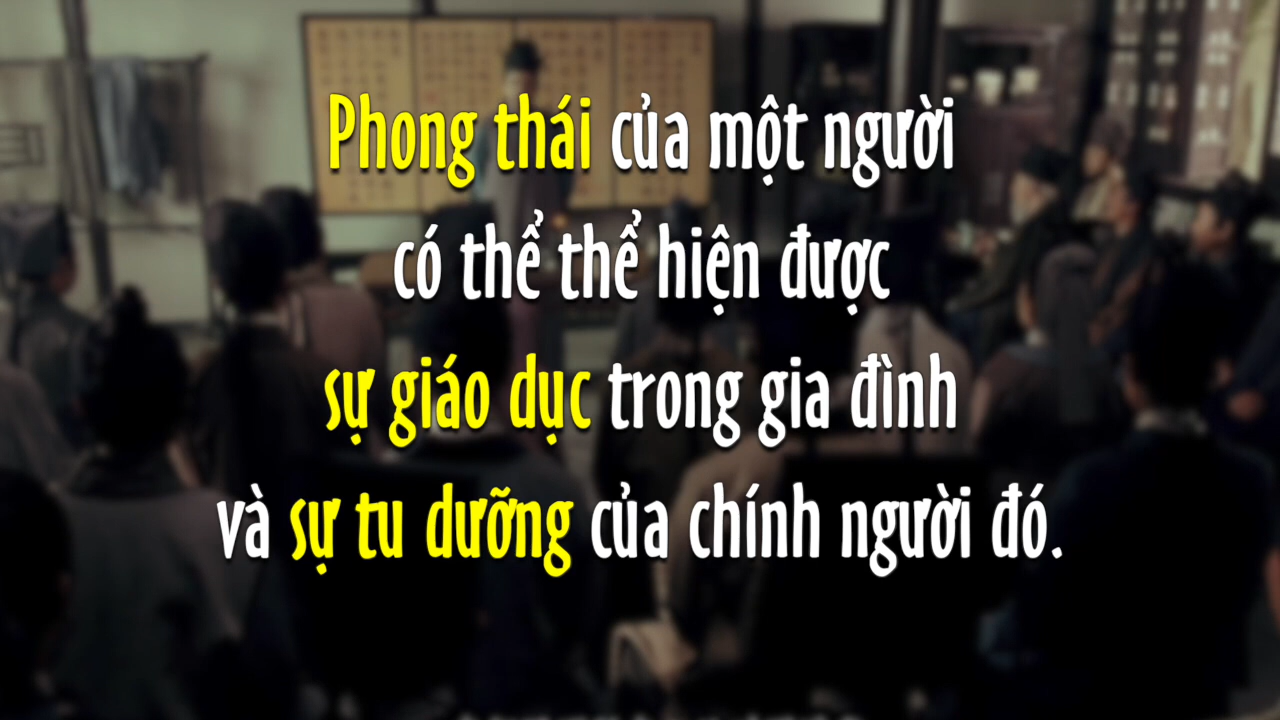 Phong thái của một người
có thể thể hiện được
sự giáo dục trong gia đình
và sự tu dưỡng của chính người đó.